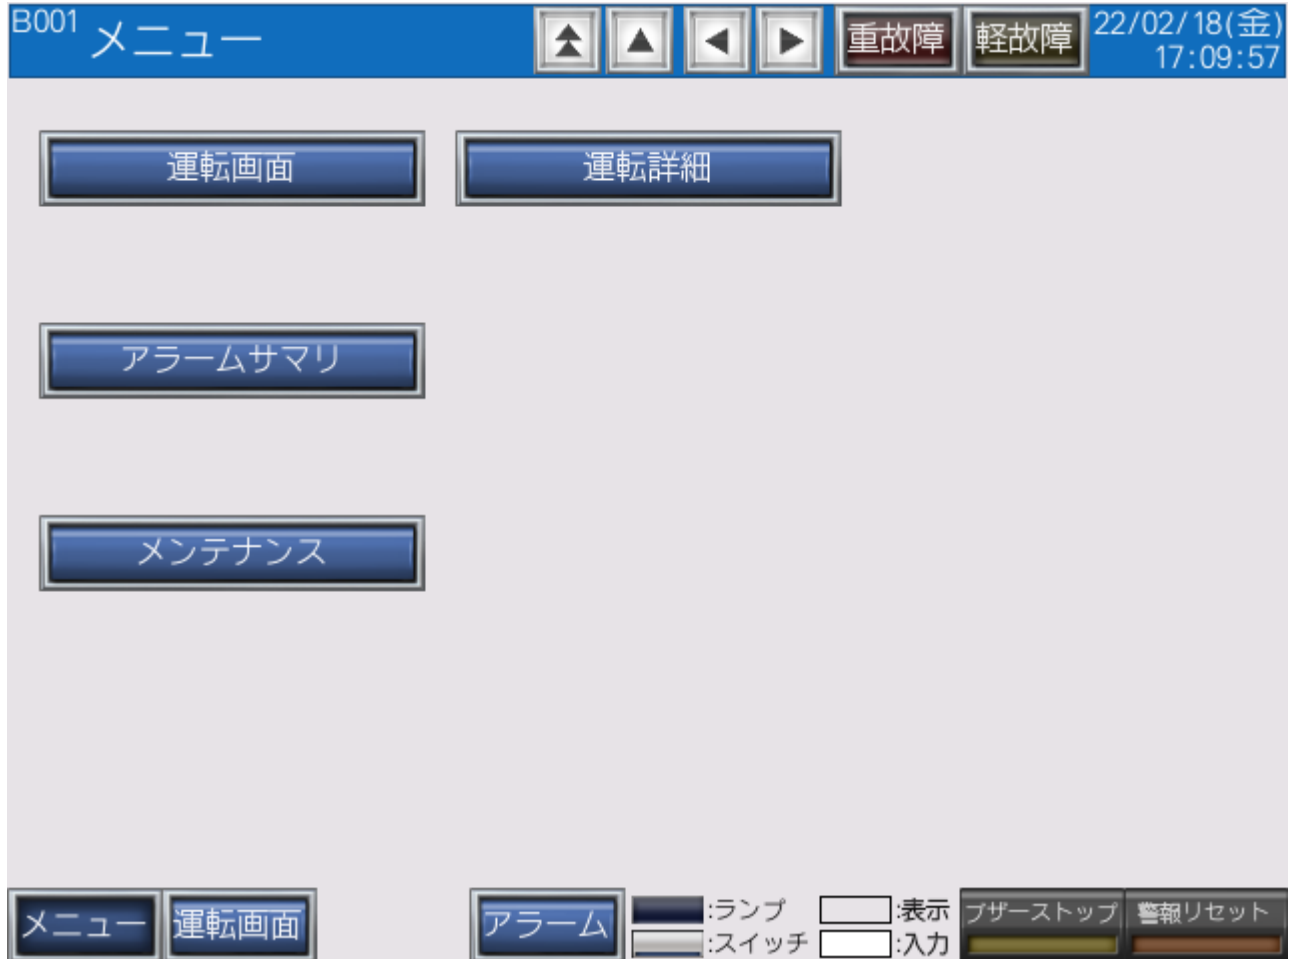 B001 メニュー
重故障
軽故障
22/02/18(金)
17:09:57
運転画面
運転詳細
アラームサマリ
メンテナンス
メニュー
運転画面
アラーム
:ランプ
:スイッチ
:表示
:入力
ブザーストップ
警報リセット